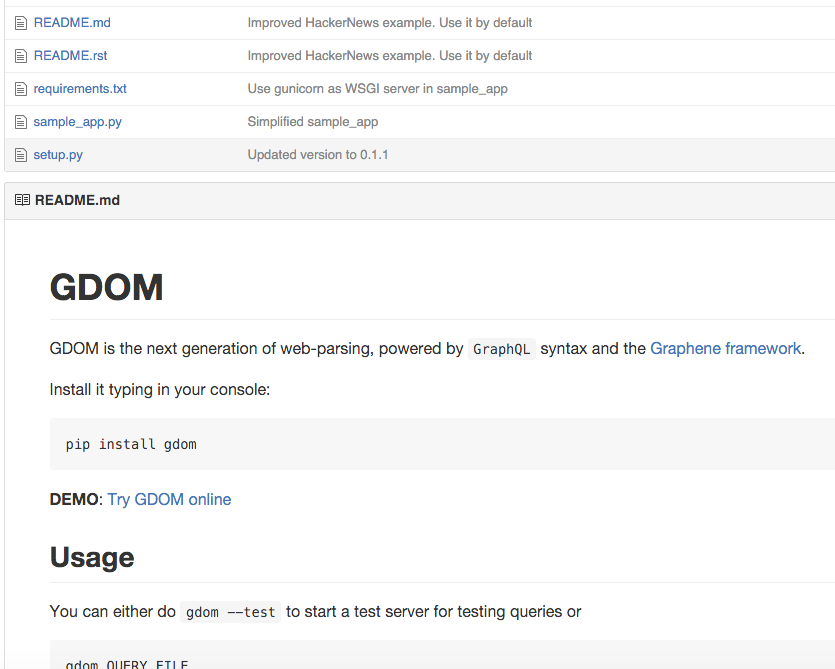 README.md Improved HackerNews example. Use it by default
README.rst Improved HackerNews example. Use it by default
requirements.txt Use gunicorn as WSGI server in sample_app
sample_app.py Simplified sample_app
setup.py Updated version to 0.1.1
README.md
GDOM
GDOM is the next generation of web-parsing, powered by GraphQL syntax and the Graphene framework.
Install it typing in your console:
pip install gdom
DEMO: Try GDOM online
Usage
You can either do gdom --test to start a test server for testing queries or
gdom QUERY_FILE